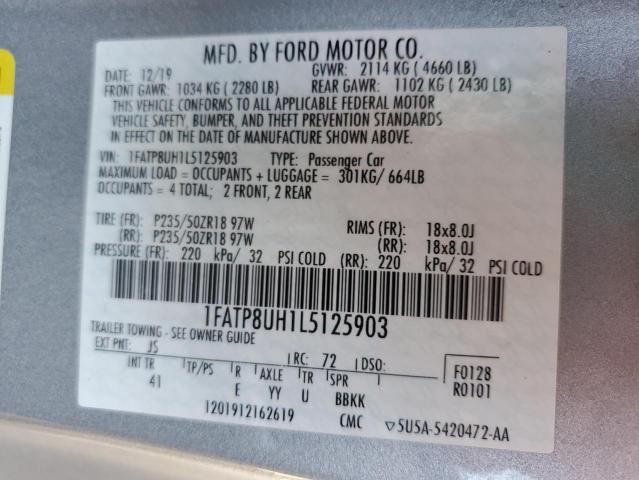 MFD. BY FORD MOTOR CO.
DATE: 12/19 GVWR: 2114 KG ( 4660 LB)
FRONT GAWR: 1034 KG ( 2280 LB) REAR GAWR: 1102 KG ( 2430 LB)
THIS VEHICLE CONFORMS TO ALL APPLICABLE FEDERAL MOTOR
VEHICLE SAFETY, BUMPER, AND THEFT PREVENTION STANDARDS
IN EFFECT ON THE DATE OF MANUFACTURE SHOWN ABOVE.
VIN: 1FATP8UH1L5125903 TYPE: Passenger Car
MAXIMUM LOAD = OCCUPANTS + LUGGAGE = 301KG/ 664LB
OCCUPANTS = 4 TOTAL; 2 FRONT, 2 REAR
TIRE (FR): P235/50ZR18 97W RIMS (FR): 18x8.0J
(RR): P235/50ZR18 97W (RR): 18x8.0J
PRESSURE (FR): 220 kPa/ 32 PSI COLD (RR): 220 kPa/ 32 PSI COLD
1FATP8UH1L5125903
TRAILER TOWING - SEE OWNER GUIDE
EXT PNT: JS RC: 72 DSO: F0128
INT TR TP/PS R AXLE TR SPR R0101
41 E YY U BBKK
1201912162619 CMC ▽5U5A-5420472-AA